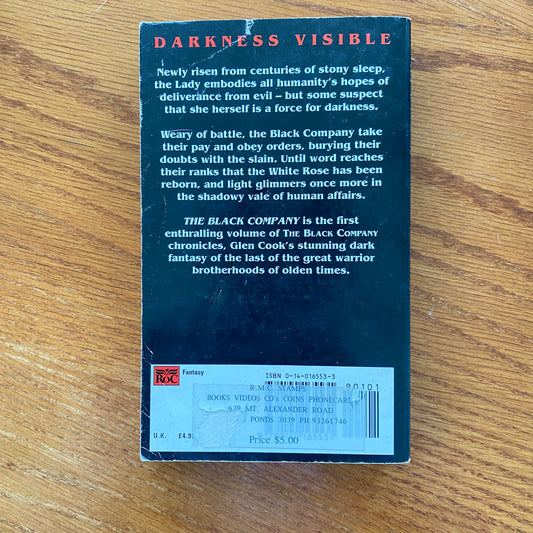 DARKNESS VISIBLE
Newly risen from centuries of stony sleep,
the Lady embodies all humanity's hopes of
deliverance from evil – but some suspect
that she herself is a force for darkness.
Weary of battle, the Black Company take
their pay and obey orders, burying their
doubts with the slain. Until word reaches
their ranks that the White Rose has been
reborn, and light glimmers once more in
the shadowy vale of human affairs.
THE BLACK COMPANY is the first
enthralling volume of THE BLACK COMPANY
chronicles, Glen Cook's stunning dark
fantasy of the last of the great warrior
brotherhoods of olden times.
ROC
Fantasy
ISBN 0-14-016553-3
90101
R.M.C. STAMPS
BOOKS VIDEOS CD's COINS PHONECARDS
639 MT. ALEXANDER ROAD
PONDS 3039 PH.93261746
Price $5.00
U.K. £4.99